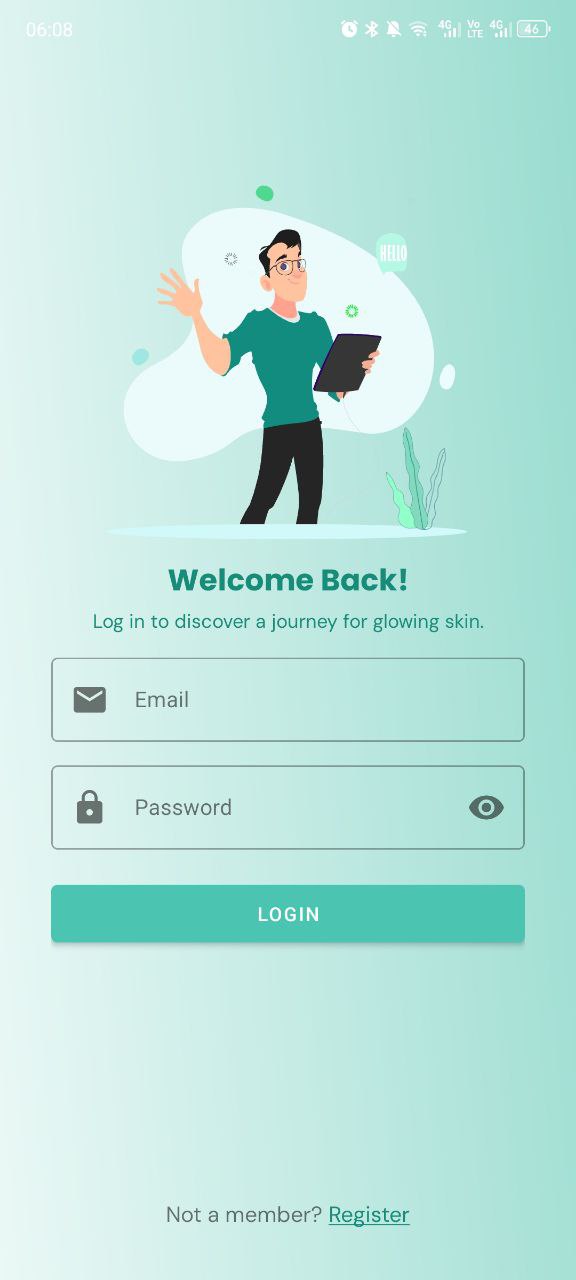 06:08
4G Vo LTE 4G 46
HELLO
Welcome Back!
Log in to discover a journey for glowing skin.
Email
Password
LOGIN
Not a member? Register